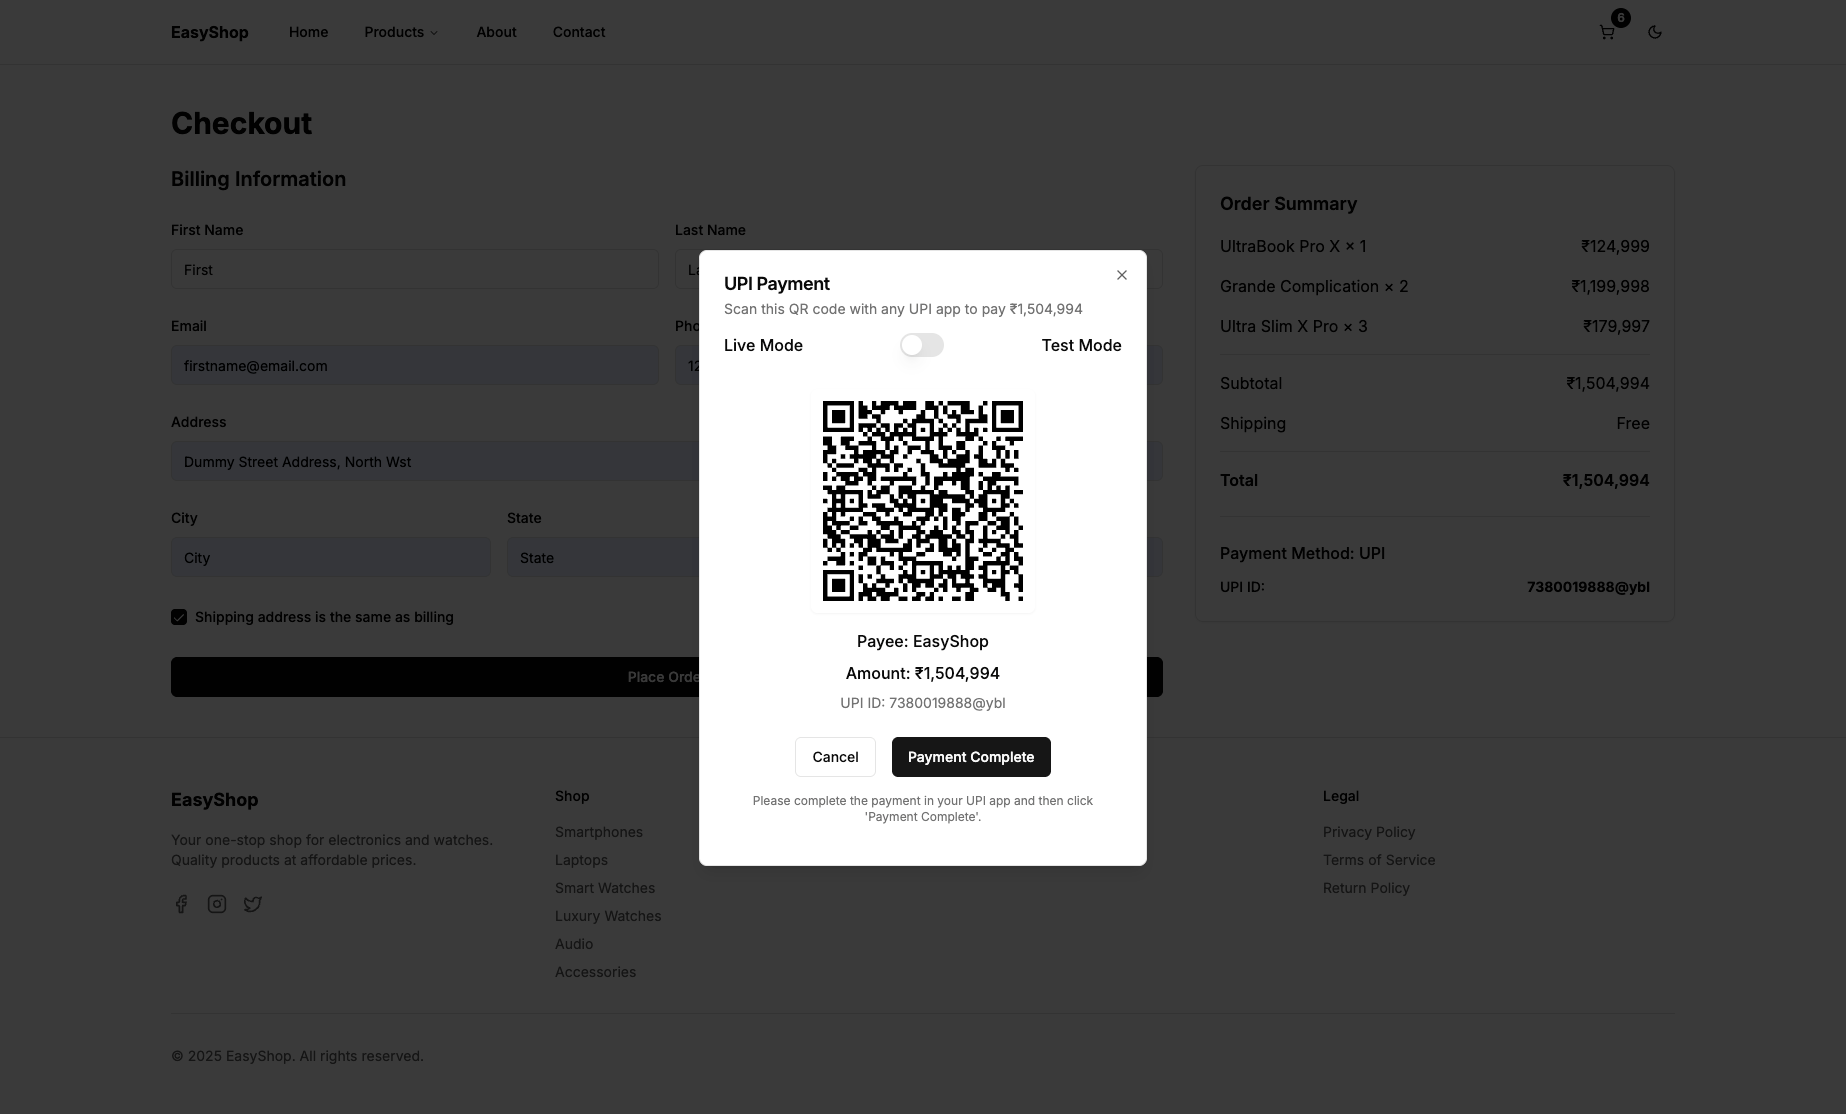 EasyShop
Home
Products
About
Contact
6
Checkout
Billing Information
First Name
Last Name
First
Email
firstname@email.com
Address
Dummy Street Address, North Wst
City
State
City
State
Shipping address is the same as billing
UPI Payment
Scan this QR code with any UPI app to pay ₹1,504,994
Live Mode
Test Mode
Payee: EasyShop
Amount: ₹1,504,994
UPI ID: 7380019888@ybl
Cancel
Payment Complete
Please complete the payment in your UPI app and then click
'Payment Complete'.
Order Summary
UltraBook Pro X × 1 ₹124,999
Grande Complication × 2 ₹1,199,998
Ultra Slim X Pro × 3 ₹179,997
Subtotal ₹1,504,994
Shipping Free
Total ₹1,504,994
Payment Method: UPI
UPI ID: 7380019888@ybl
EasyShop
Your one-stop shop for electronics and watches.
Quality products at affordable prices.
Shop
Smartphones
Laptops
Smart Watches
Luxury Watches
Audio
Accessories
Legal
Privacy Policy
Terms of Service
Return Policy
© 2025 EasyShop. All rights reserved.